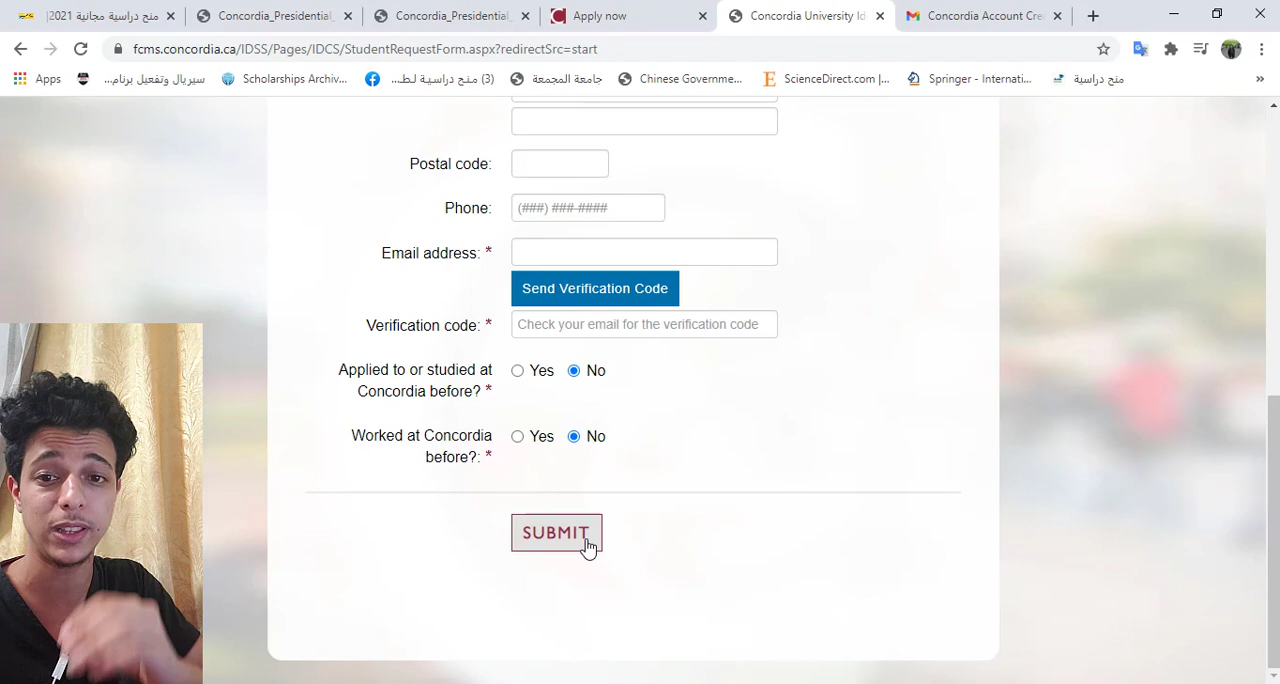 منح دراسية مجانية 2021|
Concordia_Presidential_
Concordia_Presidential_
Apply now
Concordia University Id
Concordia Account Cre
fcms.concordia.ca/IDSS/Pages/IDCS/StudentRequestForm.aspx?redirectSrc=start
Apps
سيريال وتفعيل برنام...
Scholarships Archiv...
(3) منح دراسية لطـ...
جامعة المجمعة
Chinese Governme...
ScienceDirect.com |...
Springer - Internati...
منح دراسية
»
Postal code:
Phone:
(###) ###-####
Email address: *
Send Verification Code
Verification code: *
Check your email for the verification code
Applied to or studied at
Concordia before? *
Yes
No
Worked at Concordia
before?: *
Yes
No
SUBMIT